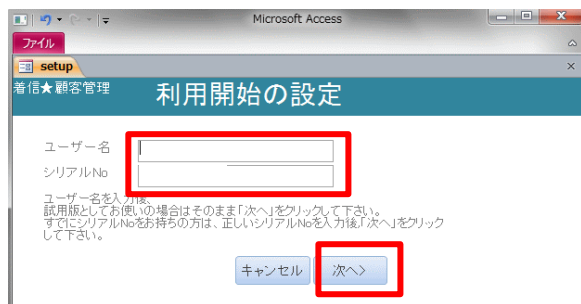 Microsoft Access
ファイル
setup
着信★顧客管理
利用開始の設定
ユーザー名
シリアルNo
ユーザー名を入力後、
試用版としてお使いの場合はそのまま「次へ」をクリックして下さい。
すでにシリアルNoをお持ちの方は、正しいシリアルNoを入力後「次へ」をクリック
して下さい。
キャンセル
次へ>